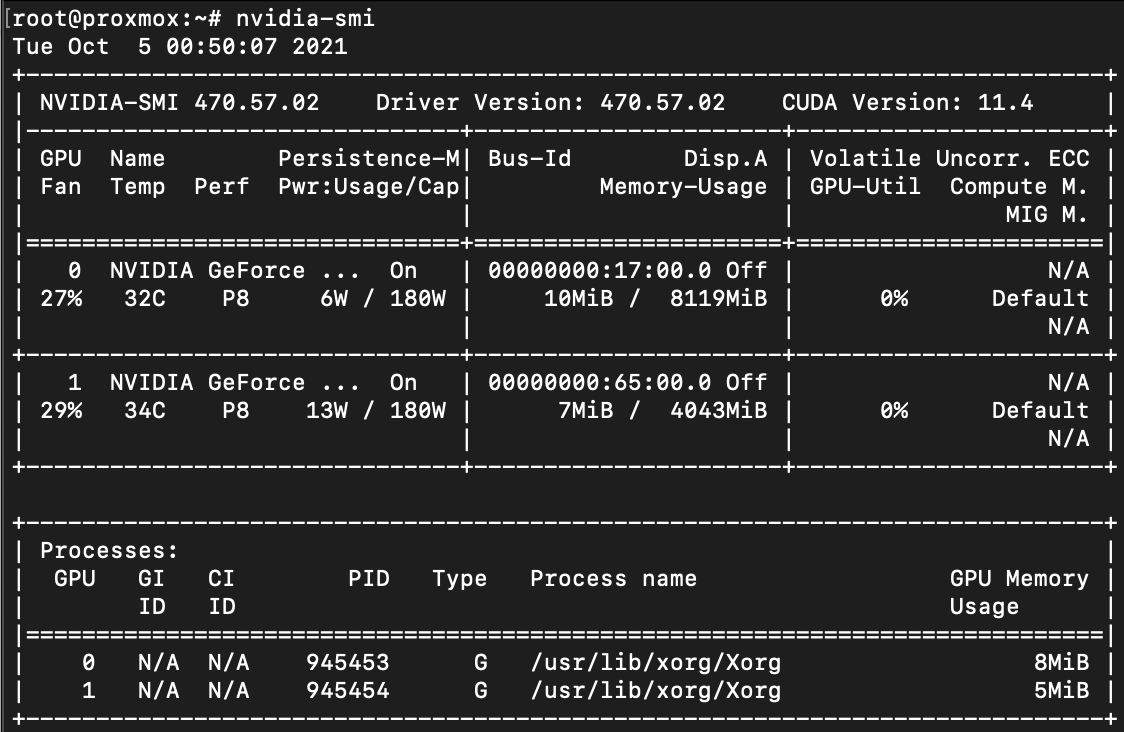 [root@proxmox:~# nvidia-smi
Tue Oct  5 00:50:07 2021
+-----------------------------------------------------------------------------+
| NVIDIA-SMI 470.57.02    Driver Version: 470.57.02    CUDA Version: 11.4     |
|-------------------------------+----------------------+----------------------+
| GPU  Name        Persistence-M| Bus-Id        Disp.A | Volatile Uncorr. ECC |
| Fan  Temp  Perf  Pwr:Usage/Cap|         Memory-Usage | GPU-Util  Compute M. |
|                               |                      |               MIG M. |
|===============================+======================+======================|
|   0  NVIDIA GeForce ...  On   | 00000000:17:00.0 Off |                  N/A |
| 27%   32C    P8     6W / 180W |     10MiB /  8119MiB |      0%      Default |
|                               |                      |                  N/A |
+-------------------------------+----------------------+----------------------+
|   1  NVIDIA GeForce ...  On   | 00000000:65:00.0 Off |                  N/A |
| 29%   34C    P8    13W / 180W |      7MiB /  4043MiB |      0%      Default |
|                               |                      |                  N/A |
+-------------------------------+----------------------+----------------------+

+-----------------------------------------------------------------------------+
| Processes:                                                                  |
|  GPU   GI   CI        PID   Type   Process name                  GPU Memory |
|        ID   ID                                                   Usage      |
|=============================================================================|
|    0   N/A  N/A    945453      G   /usr/lib/xorg/Xorg                  8MiB |
|    1   N/A  N/A    945454      G   /usr/lib/xorg/Xorg                  5MiB |
+-----------------------------------------------------------------------------+